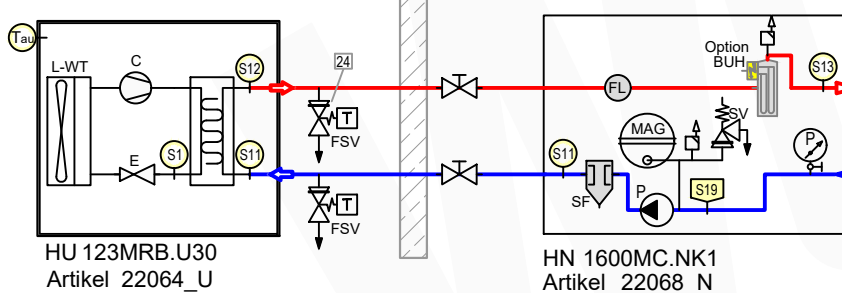 Tau
L-WT
C
S12
24
T
FSV
E
S1
S11
T
FSV
HU 123MRB.U30
Artikel 22064_U
Option
BUH
FL
S13
SV
MAG
P
S11
SF
P
S19
HN 1600MC.NK1
Artikel 22068_N